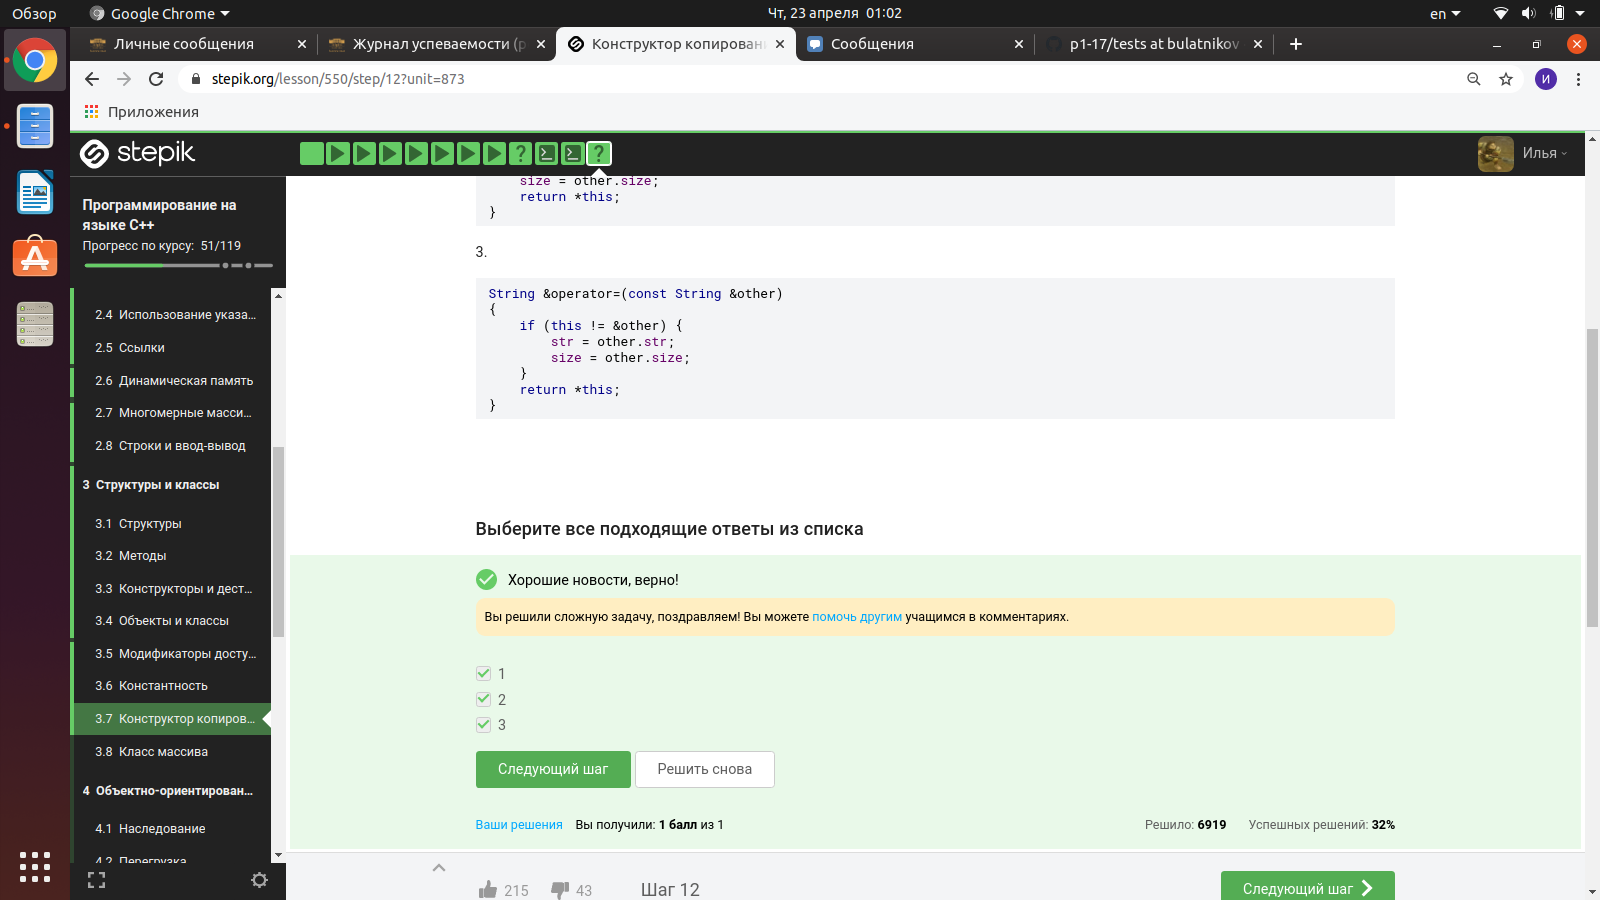 Обзор
Google Chrome
Чт, 23 апреля 01:02
en
Личные сообщения
Журнал успеваемости (р
Конструктор копирован
Сообщения
p1-17/tests at bulatnikov
stepik.org/lesson/550/step/12?unit=873
И
Приложения
stepik
Илья
Программирование на
языке C++
Прогресс по курсу: 51/119
2.4 Использование указа...
2.5 Ссылки
2.6 Динамическая память
2.7 Многомерные масси...
2.8 Строки и ввод-вывод
3 Структуры и классы
3.1 Структуры
3.2 Методы
3.3 Конструкторы и дест...
3.4 Объекты и классы
3.5 Модификаторы досту...
3.6 Константность
3.7 Конструктор копиров...
3.8 Класс массива
4 Объектно-ориентирован...
4.1 Наследование
4.2 Перегрузка
size = other.size;
return *this;
}
3.
String &operator=(const String &other)
{
if (this != &other) {
str = other.str;
size = other.size;
}
return *this;
}
Выберите все подходящие ответы из списка
Хорошие новости, верно!
Вы решили сложную задачу, поздравляем! Вы можете помочь другим учащимся в комментариях.
1
2
3
Следующий шаг
Решить снова
Ваши решения Вы получили: 1 балл из 1
Решило: 6919 Успешных решений: 32%
215
43
Шаг 12
Следующий шаг